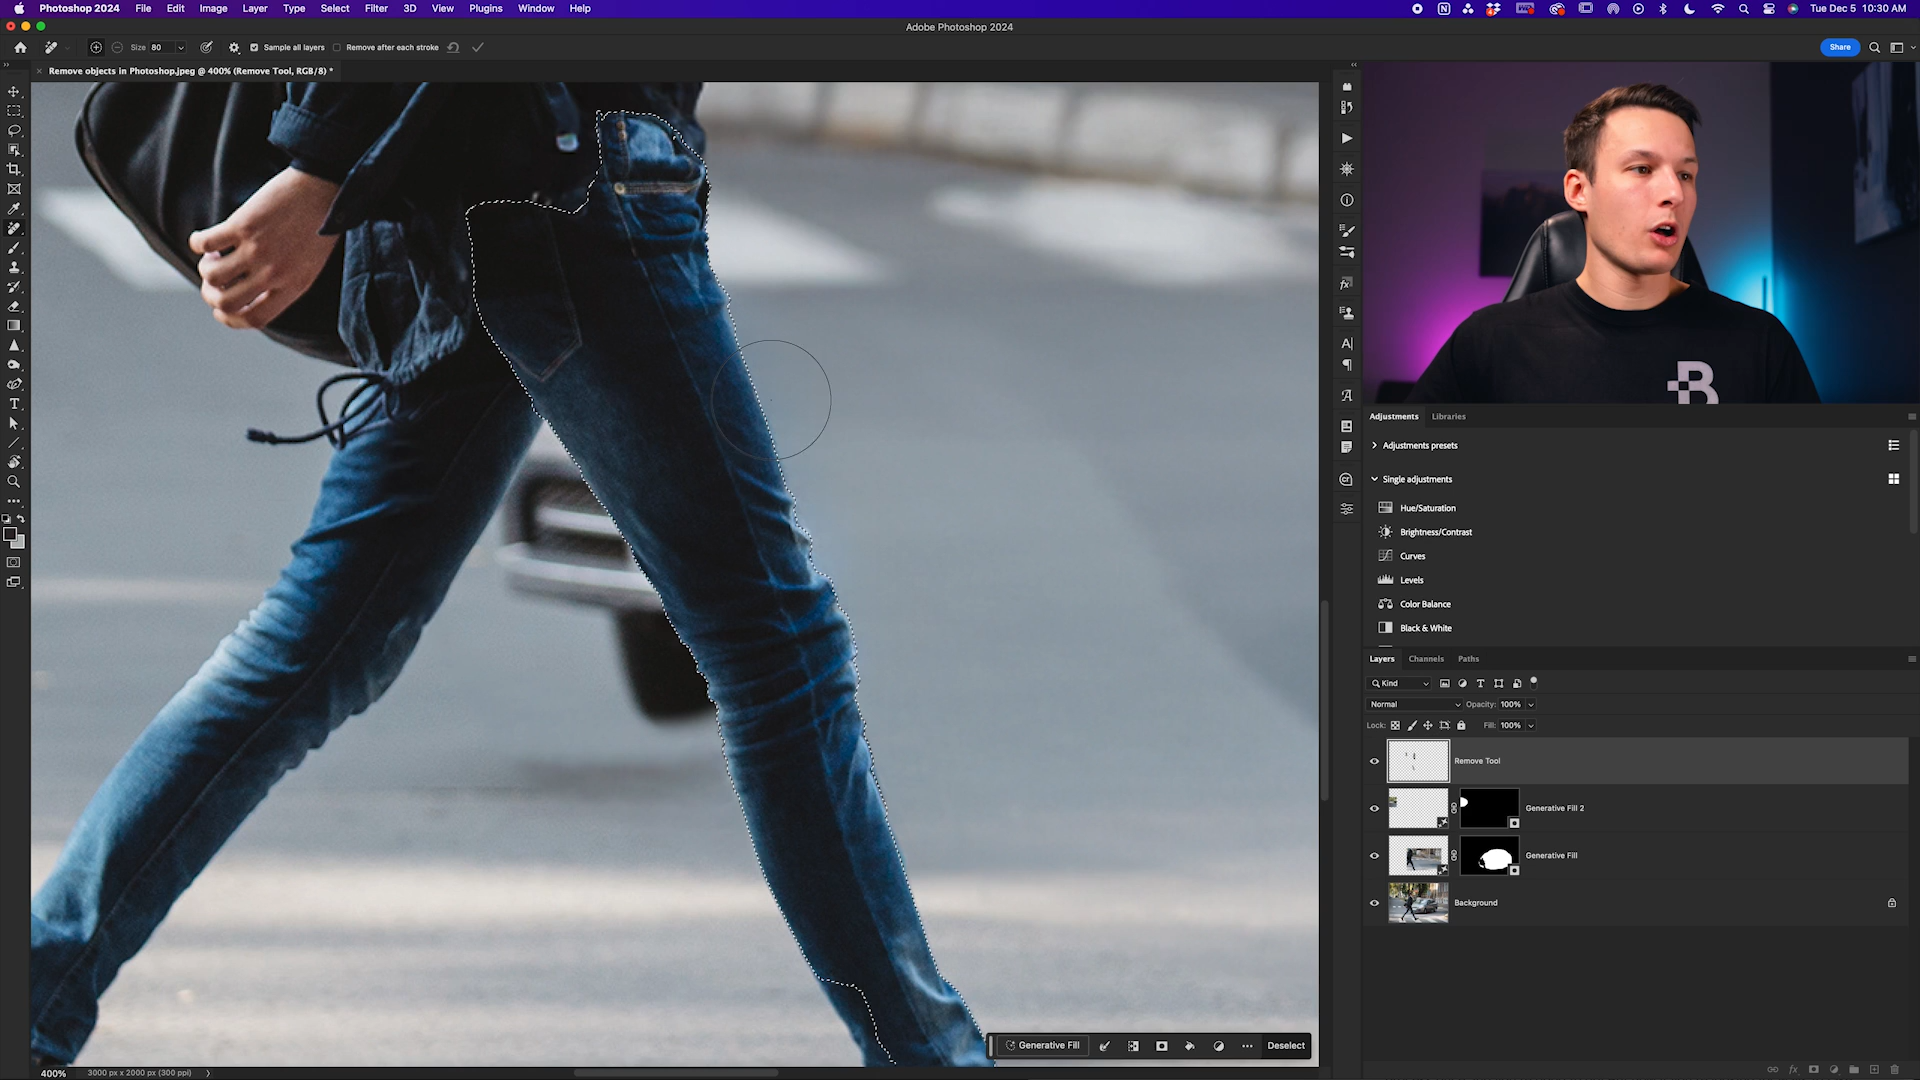 Photoshop 2024 File Edit Image Layer Type Select Filter 3D View Plugins Window Help
Tue Dec 5 10:30 AM
Adobe Photoshop 2024
Size 80 Sample all layers Remove after each stroke
Share
Remove objects in Photoshop.jpeg @ 400% (Remove Tool, RGB/8) *
B
Adjustments Libraries
Adjustments presets
Single adjustments
Hue/Saturation
Brightness/Contrast
Curves
Levels
Color Balance
Black & White
Layers Channels Paths
Kind
Normal Opacity: 100%
Lock: Fill: 100%
Remove Tool
Generative Fill 2
Generative Fill
Background
Generative Fill Deselect
400% 3000 px x 2000 px (300 ppi)